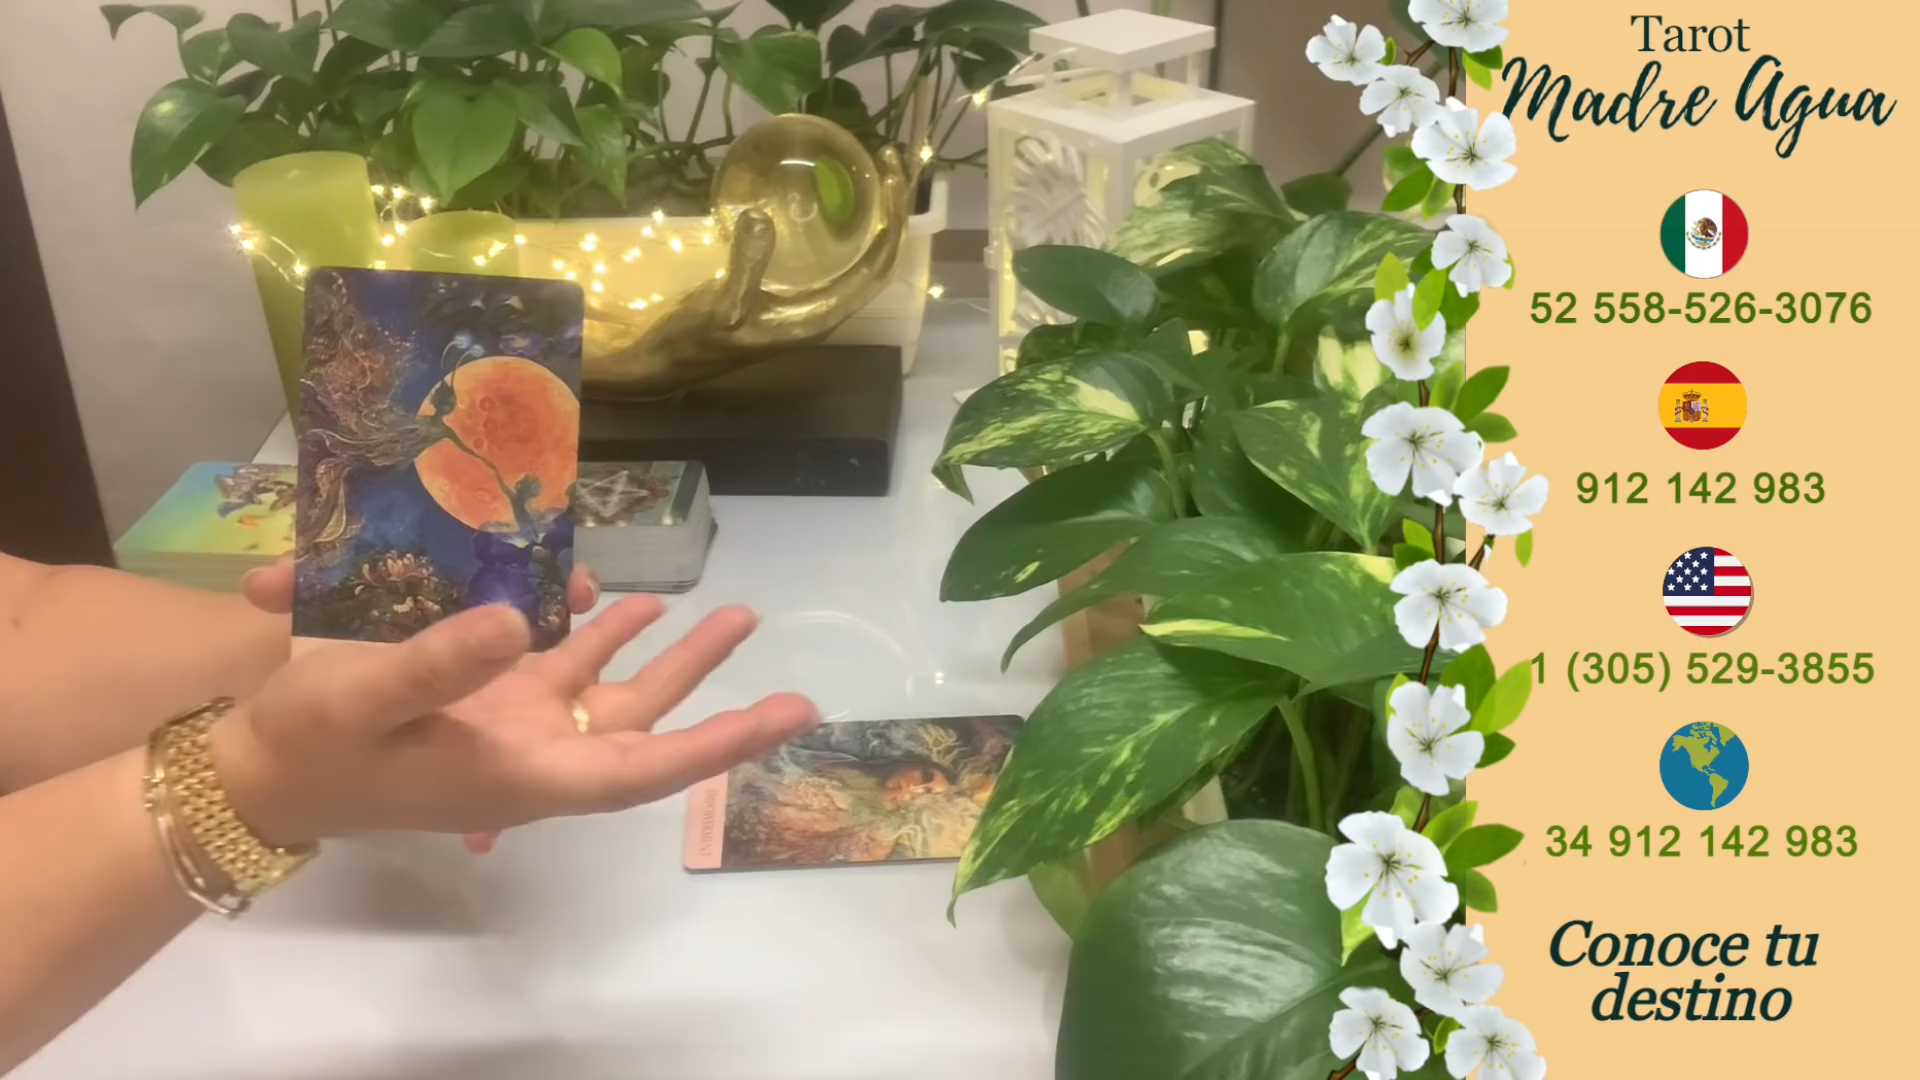 Tarot
Madre Agua
52 558-526-3076
912 142 983
1 (305) 529-3855
34 912 142 983
Conoce tu
destino
EMPOWERMENT